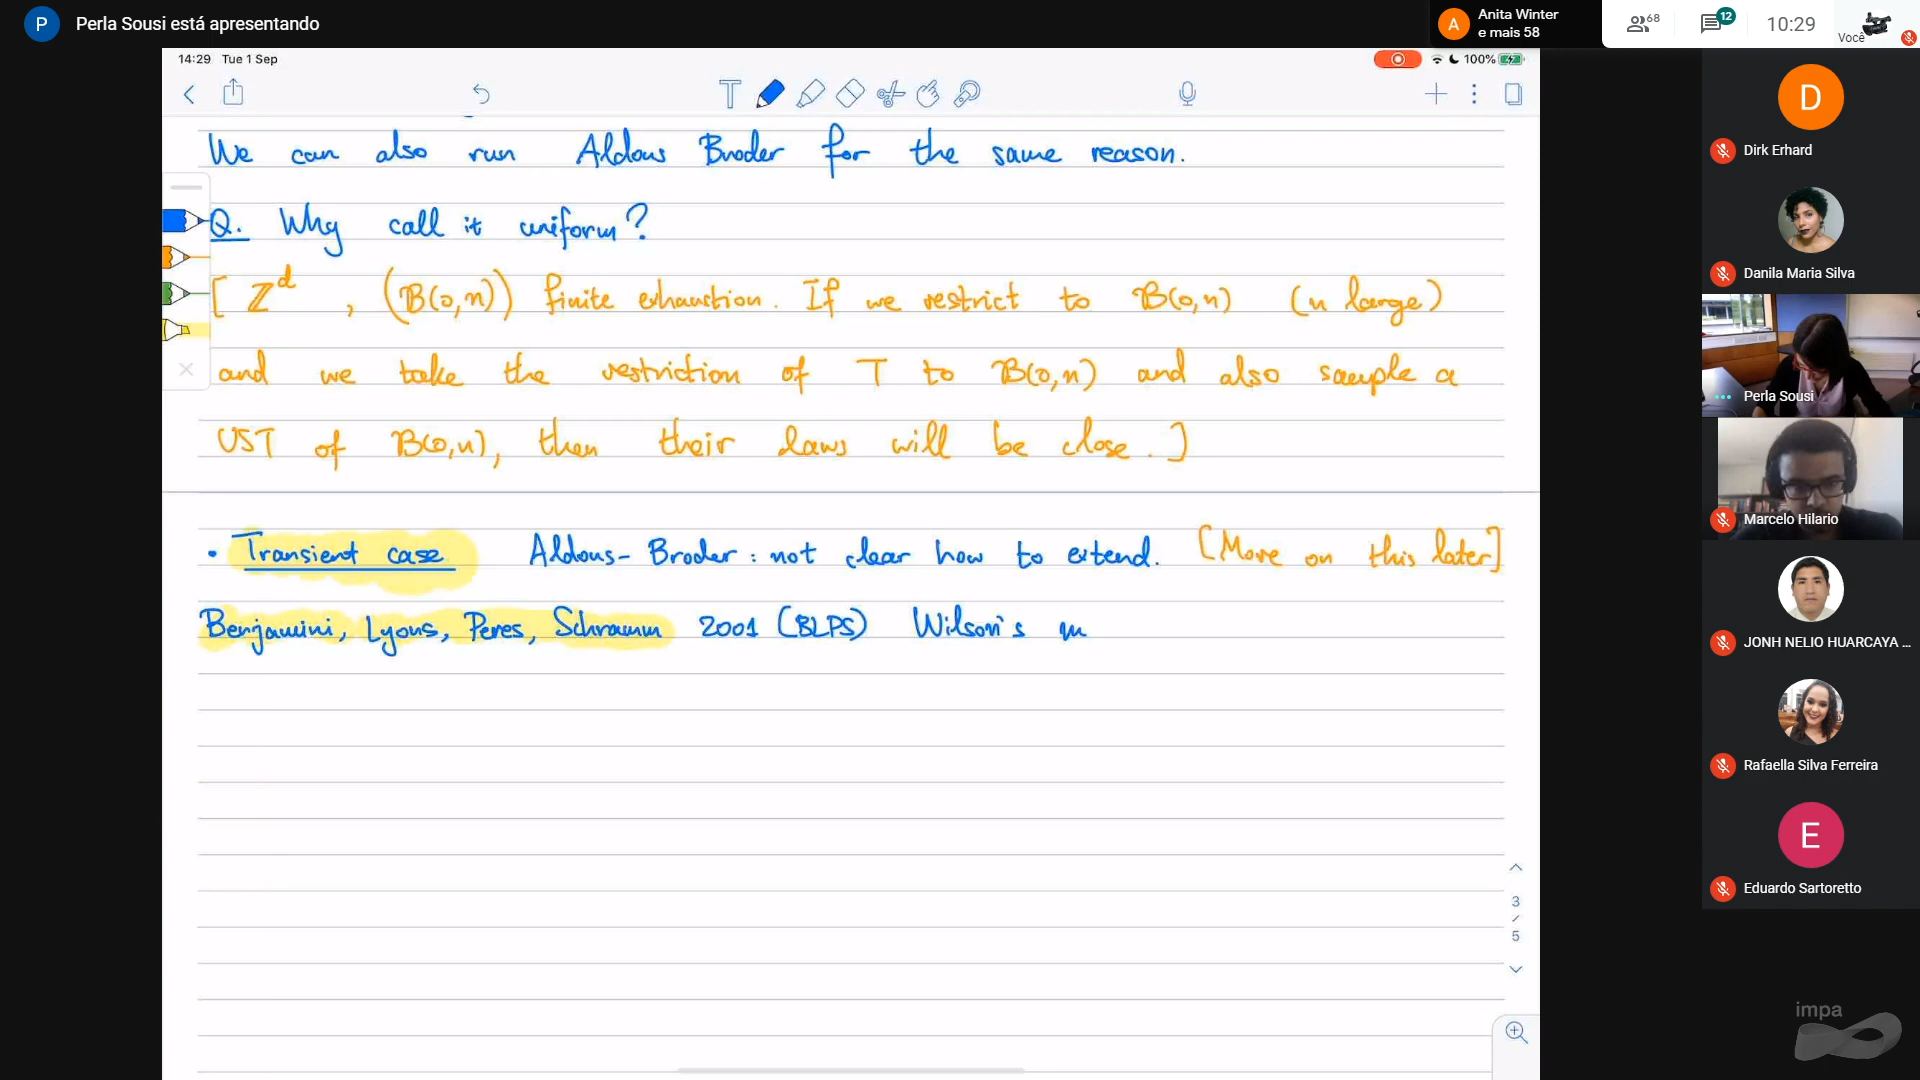 P Perla Sousi está apresentando
A Anita Winter
e mais 58
68
12
10:29
Você
14:29 Tue 1 Sep
100%
We can also run Aldous Broder for the same reason.
Q. Why call it uniform?
[ Z^d , (B(0,n)) finite exhaustion. If we restrict to B(0,n) (n large)
and we take the restriction of T to B(0,n) and also sample a
UST of B(0,n), then their laws will be close. ]
• Transient case Aldous-Broder: not clear how to extend. [More on this later]
Benjamini, Lyons, Peres, Schramm 2001 (BLPS) Wilson's m
3
/
5
D
Dirk Erhard
Danila Maria Silva
Perla Sousi
Marcelo Hilario
JONH NELIO HUARCAYA ...
Rafaella Silva Ferreira
E
Eduardo Sartoretto
impa